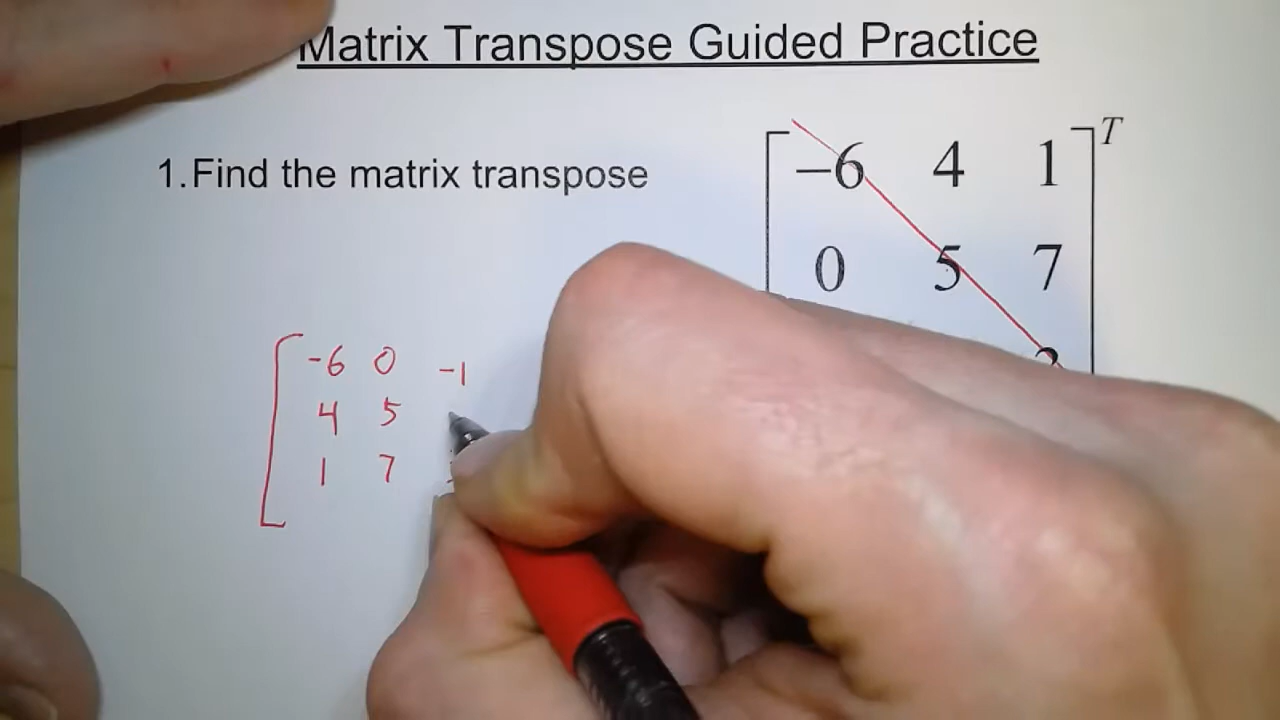 Matrix Transpose Guided Practice
1. Find the matrix transpose
−6 4 1 T
0 5 7
-6 0 -1
4 5
1 7